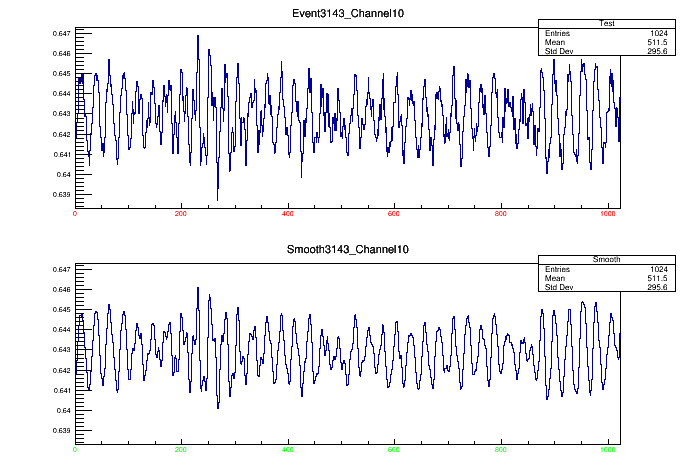 Event3143_Channel10
Test
Entries 1024
Mean 511.5
Std Dev 295.6
0.647
0.646
0.645
0.644
0.643
0.642
0.641
0.64
0.639
0 200 400 600 800 1000
Smooth3143_Channel10
Smooth
Entries 1024
Mean 511.5
Std Dev 295.6
0.647
0.646
0.645
0.644
0.643
0.642
0.641
0.64
0.639
0 200 400 600 800 1000